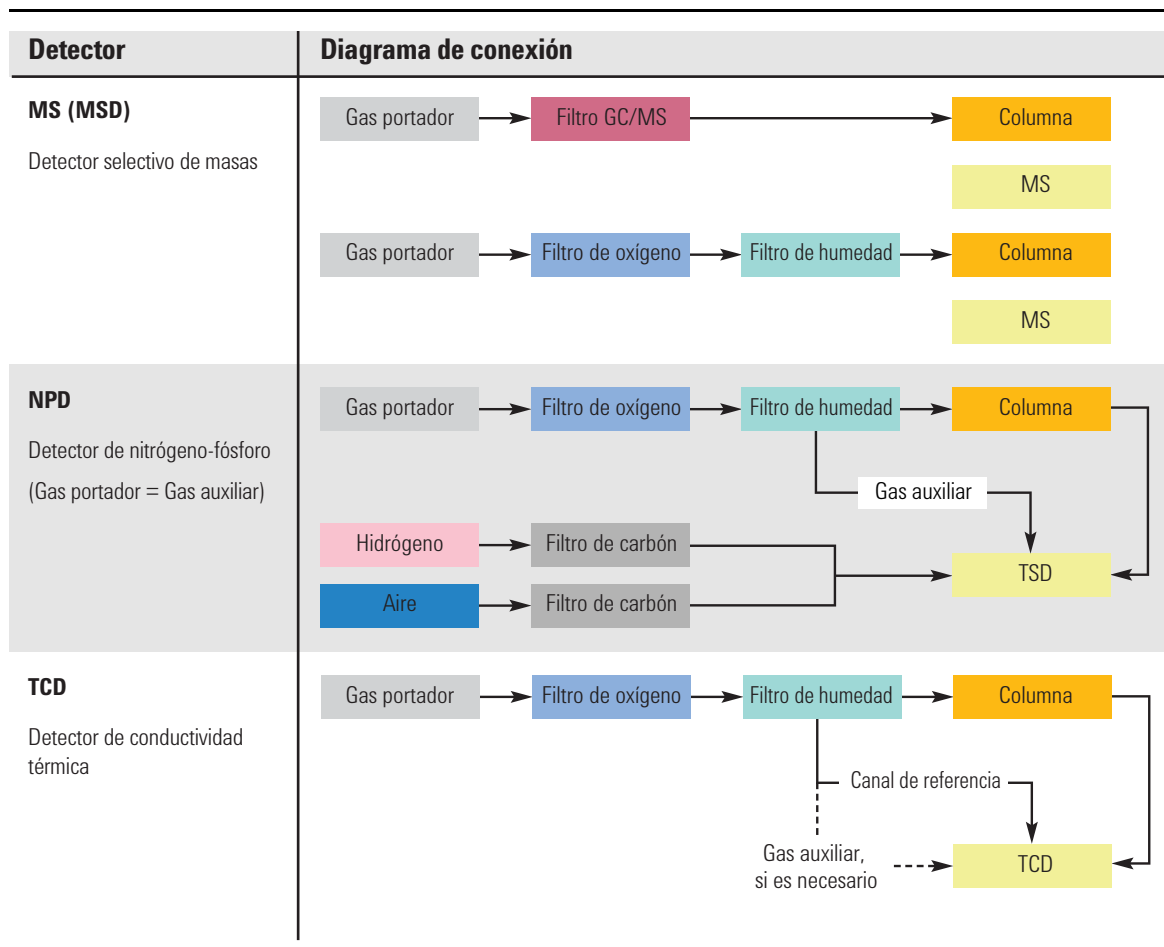 Detector
Diagrama de conexión
MS (MSD)
Detector selectivo de masas
Gas portador
Filtro GC/MS
Columna
MS
Gas portador
Filtro de oxígeno
Filtro de humedad
Columna
MS
NPD
Detector de nitrógeno-fósforo
(Gas portador = Gas auxiliar)
Gas portador
Filtro de oxígeno
Filtro de humedad
Columna
Gas auxiliar
Hidrógeno
Filtro de carbón
TSD
Aire
Filtro de carbón
TCD
Detector de conductividad
térmica
Gas portador
Filtro de oxígeno
Filtro de humedad
Columna
Canal de referencia
Gas auxiliar,
si es necesario
TCD